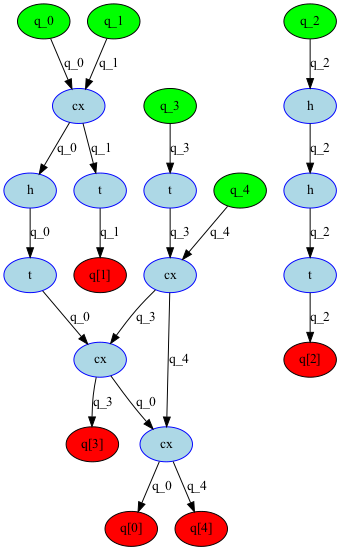 q_0 q_1 q_2
q_0 q_1 q_2
cx q_3 h
q_0 q_1 q_3 q_2
h t t q_4 h
q_0 q_1 q_3 q_4 q_2
t q[1] cx t
q_0 q_3 q_4 q_2
cx q[2]
q_3 q_0
q[3] cx
q_0 q_4
q[0] q[4]